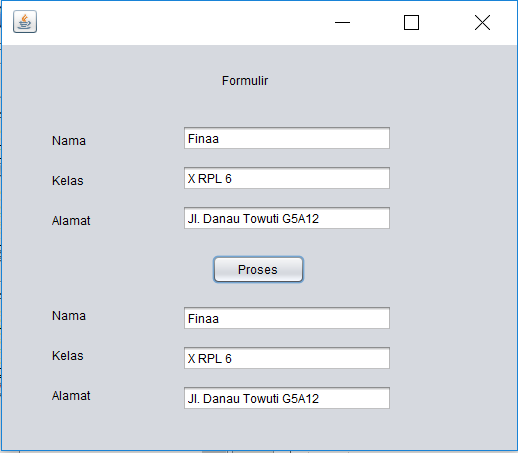 Formulir
Nama Finaa
Kelas X RPL 6
Alamat Jl. Danau Towuti G5A12
Proses
Nama Finaa
Kelas X RPL 6
Alamat Jl. Danau Towuti G5A12